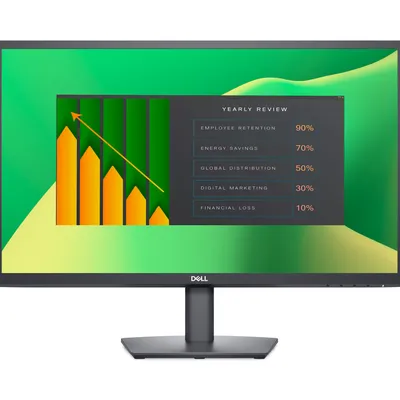 YEARLY REVIEW
EMPLOYEE RETENTION 90%
ENERGY SAVINGS 70%
GLOBAL DISTRIBUTION 50%
DIGITAL MARKETING 30%
FINANCIAL LOSS 10%
DELL